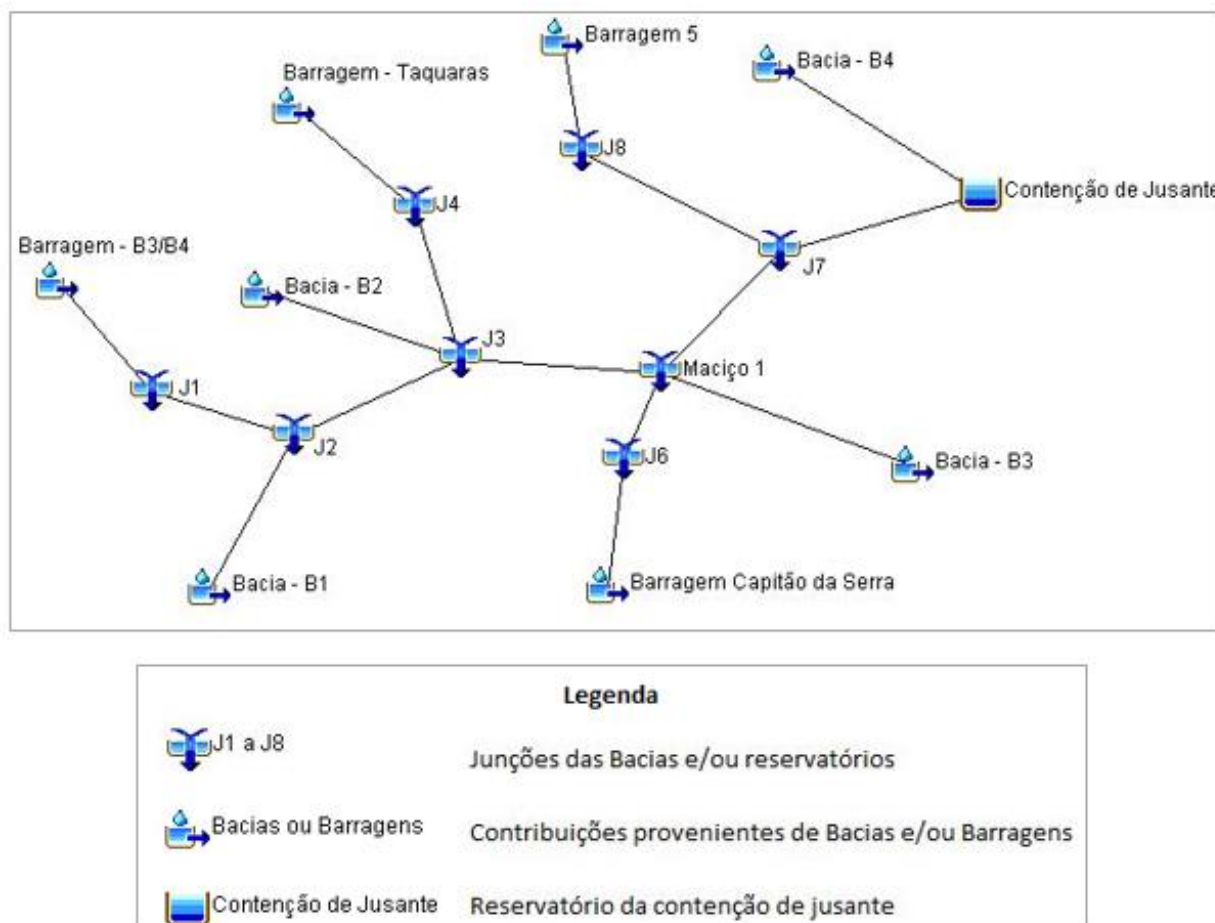 Barragem 5
Bacia - B4
Barragem - Taquaras
J8
Contenção de Jusante
J4
Barragem - B3/B4
J7
Bacia - B2
J3
Maciço 1
J1
J2
J6
Bacia - B3
Bacia - B1
Barragem Capitão da Serra
Legenda
J1 a J8
Junções das Bacias e/ou reservatórios
Bacias ou Barragens
Contribuições provenientes de Bacias e/ou Barragens
Contenção de Jusante
Reservatório da contenção de jusante